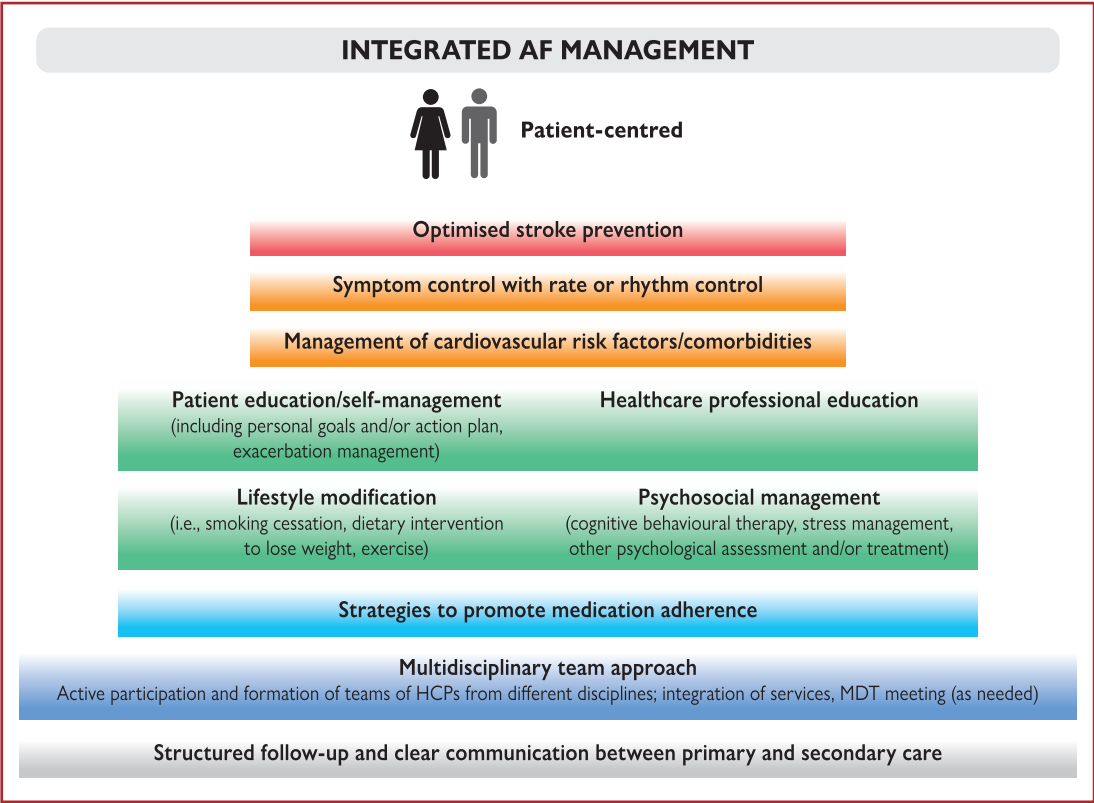 INTEGRATED AF MANAGEMENT
Patient-centred
Optimised stroke prevention
Symptom control with rate or rhythm control
Management of cardiovascular risk factors/comorbidities
Patient education/self-management
(including personal goals and/or action plan,
exacerbation management)
Healthcare professional education
Lifestyle modification
(i.e., smoking cessation, dietary intervention
to lose weight, exercise)
Psychosocial management
(cognitive behavioural therapy, stress management,
other psychological assessment and/or treatment)
Strategies to promote medication adherence
Multidisciplinary team approach
Active participation and formation of teams of HCPs from different disciplines; integration of services, MDT meeting (as needed)
Structured follow-up and clear communication between primary and secondary care